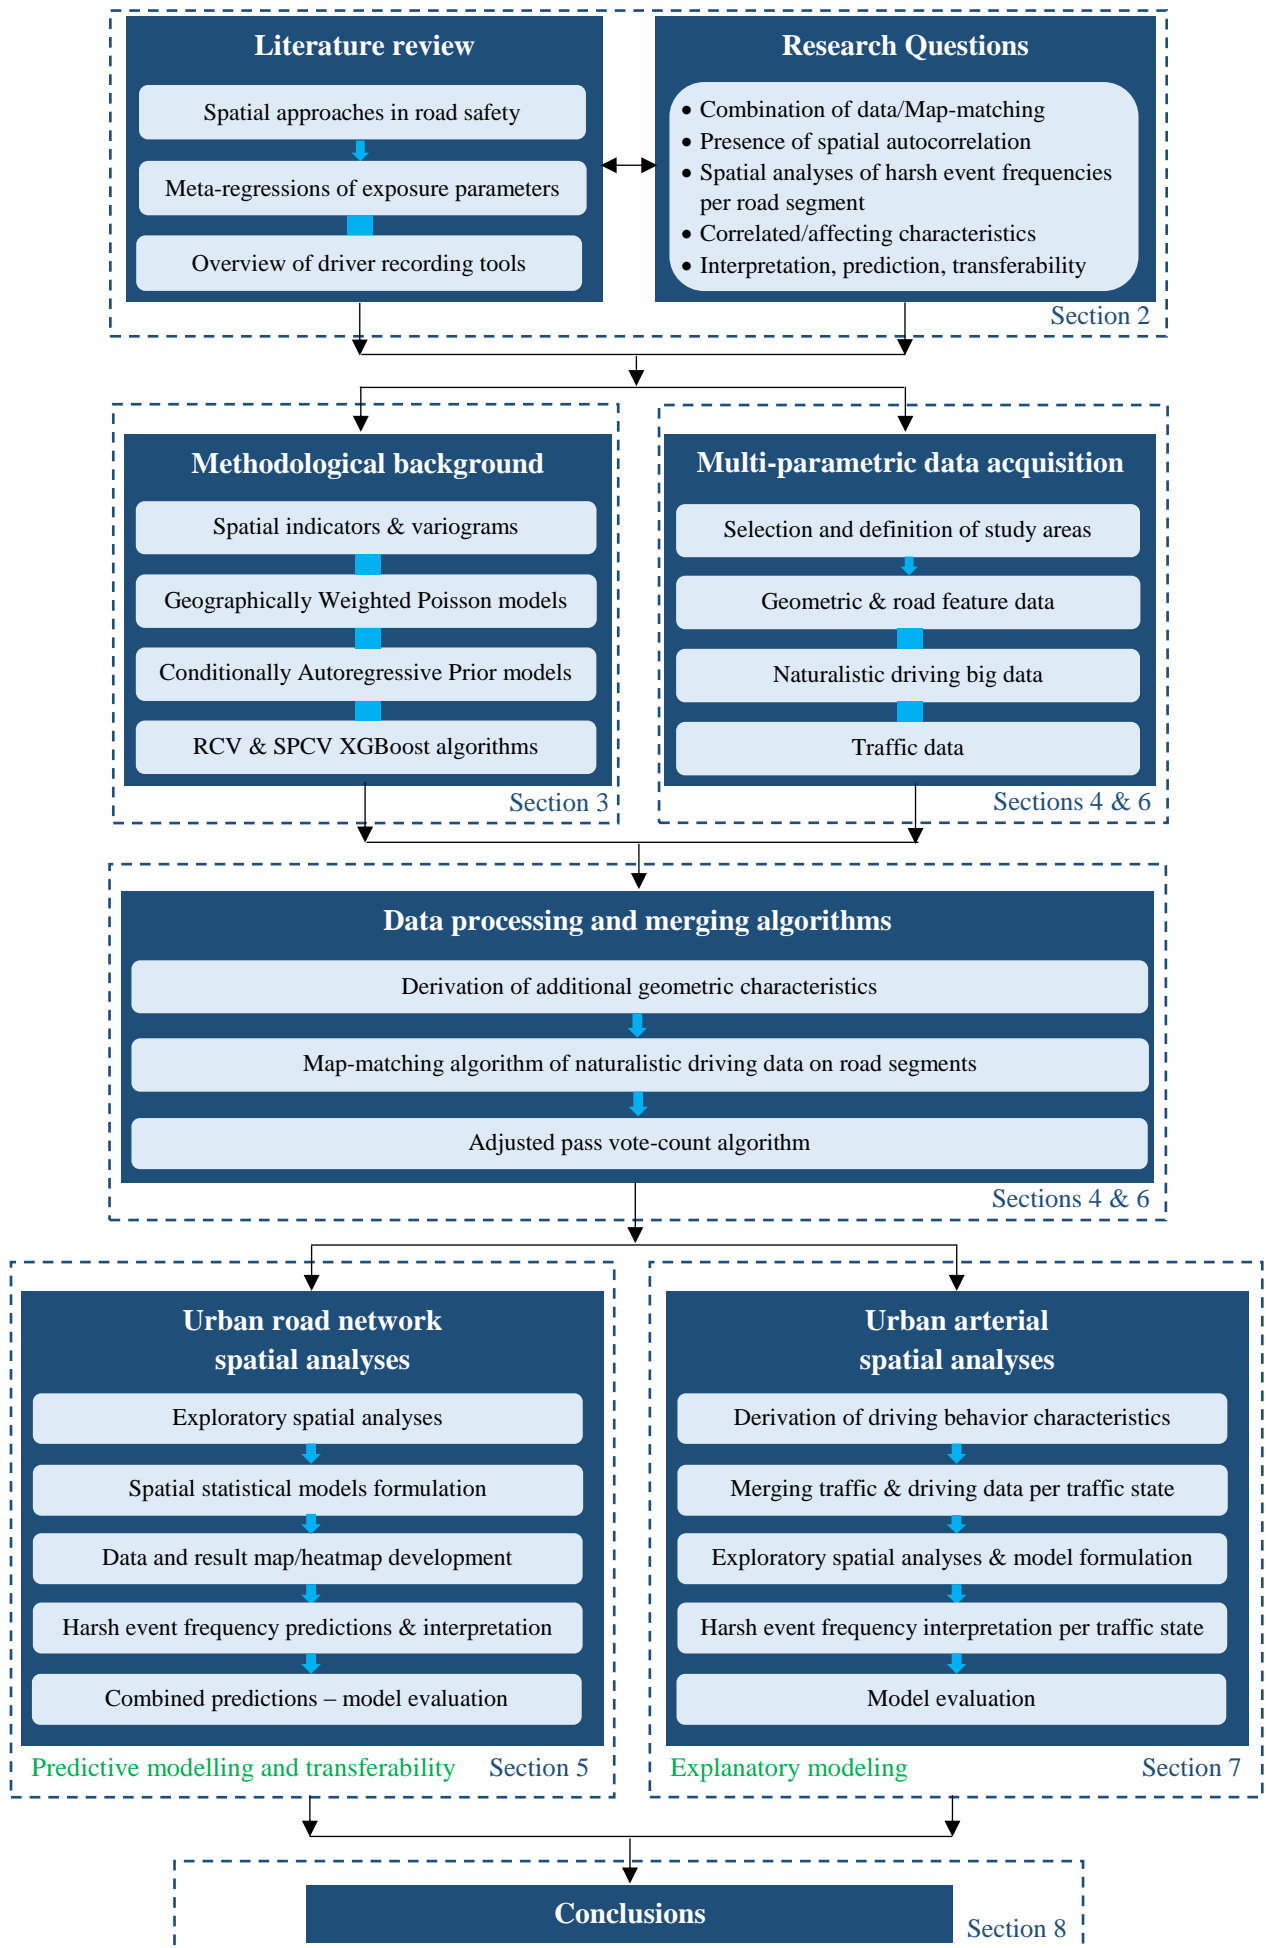 Literature review
Spatial approaches in road safety
Meta-regressions of exposure parameters
Overview of driver recording tools
Research Questions
• Combination of data/Map-matching
• Presence of spatial autocorrelation
• Spatial analyses of harsh event frequencies
per road segment
• Correlated/affecting characteristics
• Interpretation, prediction, transferability
Section 2
Methodological background
Spatial indicators & variograms
Geographically Weighted Poisson models
Conditionally Autoregressive Prior models
RCV & SPCV XGBoost algorithms
Section 3
Multi-parametric data acquisition
Selection and definition of study areas
Geometric & road feature data
Naturalistic driving big data
Traffic data
Sections 4 & 6
Data processing and merging algorithms
Derivation of additional geometric characteristics
Map-matching algorithm of naturalistic driving data on road segments
Adjusted pass vote-count algorithm
Sections 4 & 6
Urban road network
spatial analyses
Exploratory spatial analyses
Spatial statistical models formulation
Data and result map/heatmap development
Harsh event frequency predictions & interpretation
Combined predictions – model evaluation
Predictive modelling and transferability
Section 5
Urban arterial
spatial analyses
Derivation of driving behavior characteristics
Merging traffic & driving data per traffic state
Exploratory spatial analyses & model formulation
Harsh event frequency interpretation per traffic state
Model evaluation
Explanatory modeling
Section 7
Conclusions
Section 8